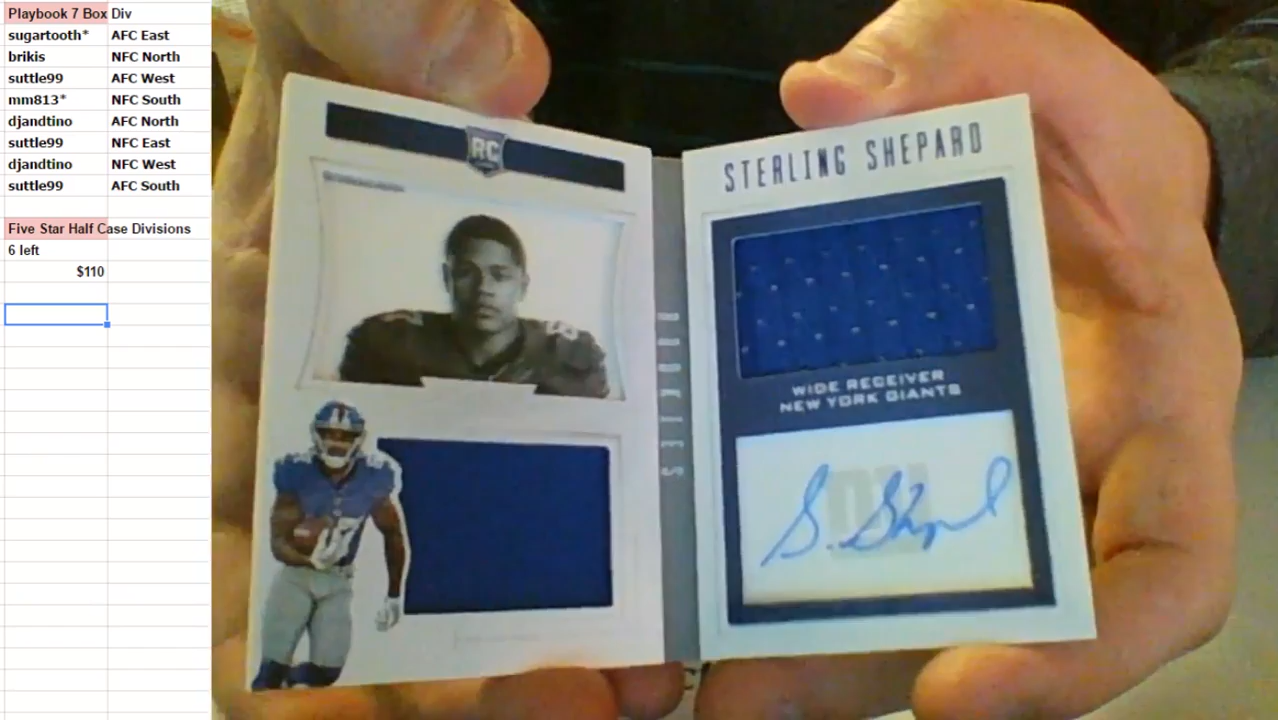 Playbook 7 Box Div
sugartooth* AFC East
brikis NFC North
suttle99 AFC West
mm813* NFC South
djandtino AFC North
suttle99 NFC East
djandtino NFC West
suttle99 AFC South
Five Star Half Case Divisions
6 left
$110
RC
STERLING SHEPARD
WIDE RECEIVER
NEW YORK GIANTS
S. Shepard